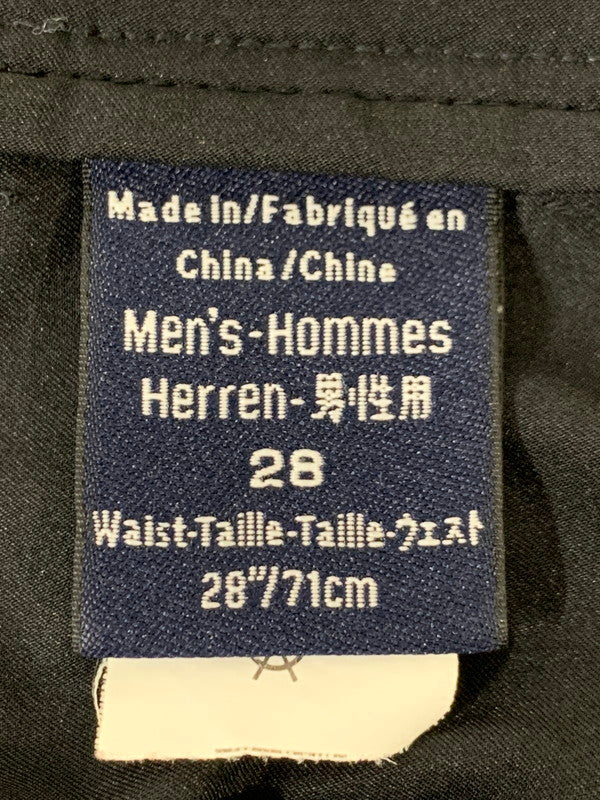 Made in/Fabriqué en
China/Chine
Men's-Hommes
Herren-男性用
28
Waist-Taille-Taille-ウェスト
28"/71cm